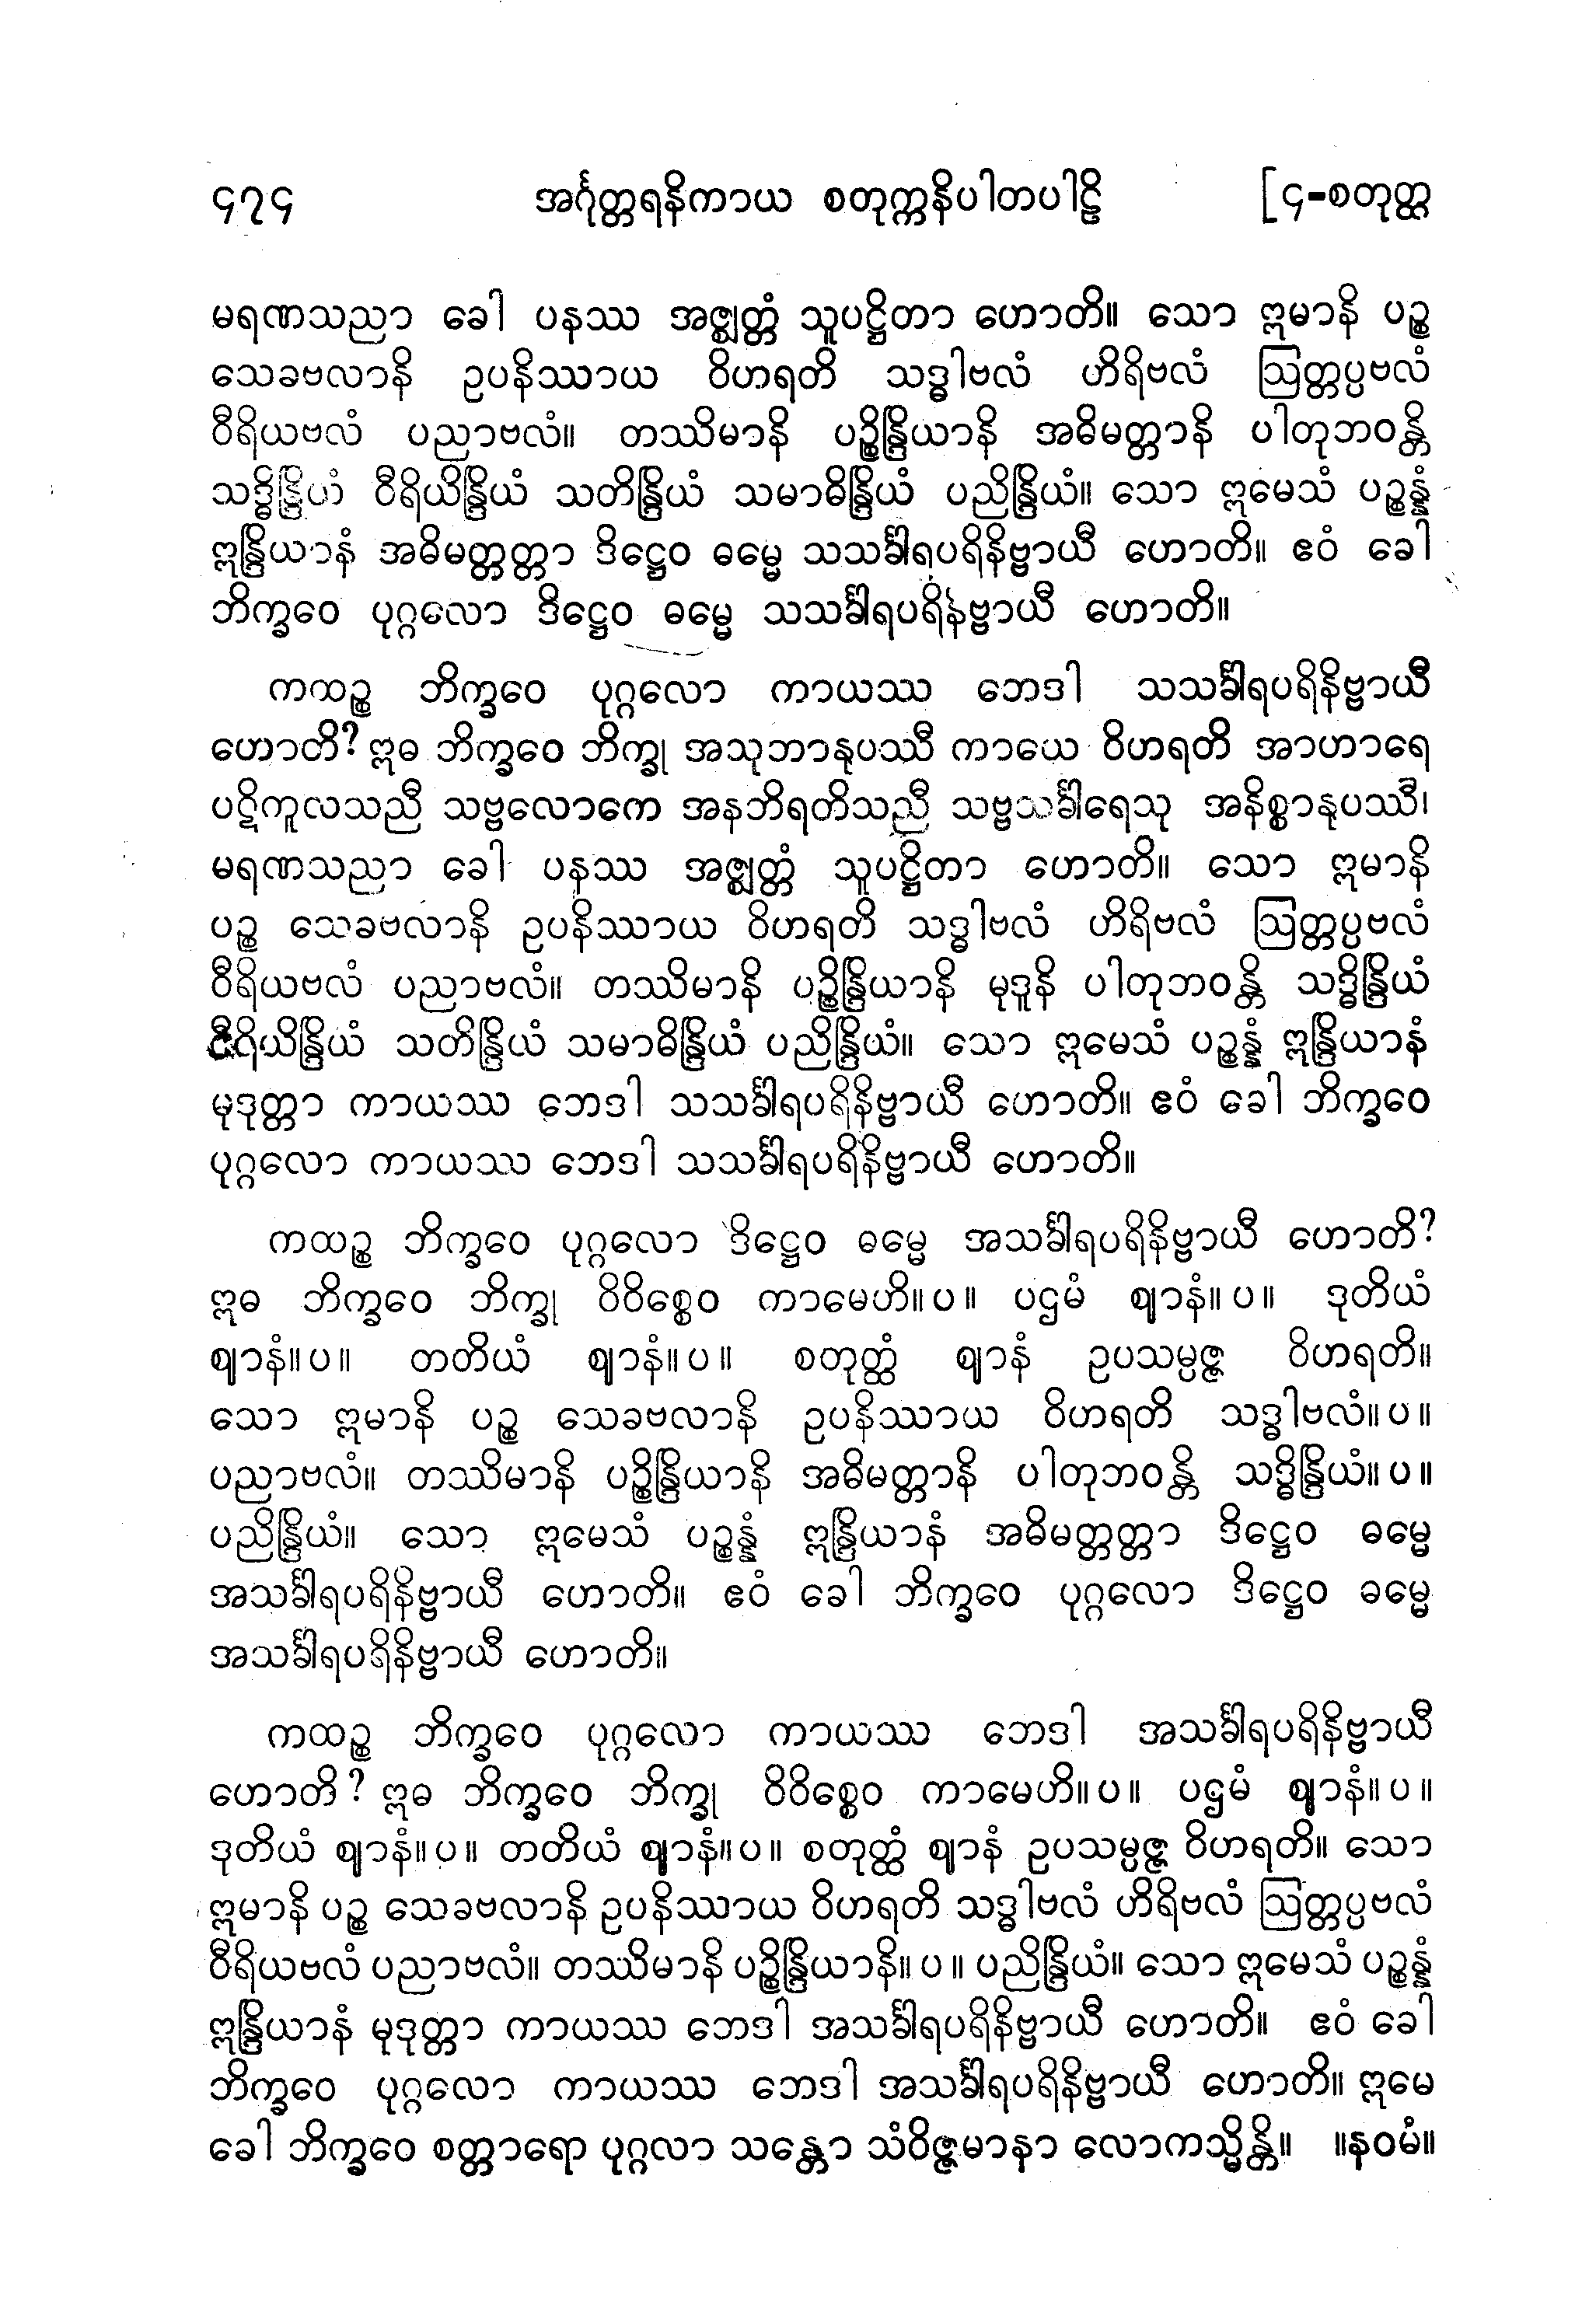 ၄၇၄ အင်္ဂုတ္တရနိကာယ စတုက္ကနိပါတပါဠိ [၄-စတုတ္ထ
မရဏသညာ ခေါ ပနဿ အဇ္ဈတ္တံ သူပဋ္ဌိတာ ဟောတိ။ သော ဣမာနိ ပဉ္စ
သေခဗလာနိ ဥပနိဿာယ ဝိဟရတိ သဒ္ဓါဗလံ ဟိရိဗလံ ဩတ္တပ္ပဗလံ
ဝီရိယဗလံ ပညာဗလံ။ တဿိမာနိ ပဉ္စိန္ဒြိယာနိ အဓိမတ္တာနိ ပါတုဘဝန္တိ
သဒ္ဓိန္ဒြိယံ ဝီရိယိန္ဒြိယံ သတိန္ဒြိယံ သမာဓိန္ဒြိယံ ပညိန္ဒြိယံ။ သော ဣမေသံ ပဉ္စန္နံ
ဣန္ဒြိယာနံ အဓိမတ္တတ္တာ ဒိဋ္ဌေဝ ဓမ္မေ သသင်္ခါရပရိနိဗ္ဗာယီ ဟောတိ။ ဧဝံ ခေါ
ဘိက္ခဝေ ပုဂ္ဂလော ဒိဋ္ဌေဝ ဓမ္မေ သသင်္ခါရပရိနိဗ္ဗာယီ ဟောတိ။
ကထဉ္စ ဘိက္ခဝေ ပုဂ္ဂလော ကာယဿ ဘေဒါ သသင်္ခါရပရိနိဗ္ဗာယီ
ဟောတိ? ဣဓ ဘိက္ခဝေ ဘိက္ခု အသုဘာနုပဿီ ကာယေ ဝိဟရတိ အာဟာရေ
ပဋိကူလသညီ သဗ္ဗလောကေ အနဘိရတိသညီ သဗ္ဗသင်္ခါရေသု အနိစ္စာနုပဿီ၊
မရဏသညာ ခေါ ပနဿ အဇ္ဈတ္တံ သူပဋ္ဌိတာ ဟောတိ။ သော ဣမာနိ
ပဉ္စ သေခဗလာနိ ဥပနိဿာယ ဝိဟရတိ သဒ္ဓါဗလံ ဟိရိဗလံ ဩတ္တပ္ပဗလံ
ဝီရိယဗလံ ပညာဗလံ။ တဿိမာနိ ပဉ္စိန္ဒြိယာနိ မုဒူနိ ပါတုဘဝန္တိ သဒ္ဓိန္ဒြိယံ
ဝီရိယိန္ဒြိယံ သတိန္ဒြိယံ သမာဓိန္ဒြိယံ ပညိန္ဒြိယံ။ သော ဣမေသံ ပဉ္စန္နံ ဣန္ဒြိယာနံ
မုဒုတ္တာ ကာယဿ ဘေဒါ သသင်္ခါရပရိနိဗ္ဗာယီ ဟောတိ။ ဧဝံ ခေါ ဘိက္ခဝေ
ပုဂ္ဂလော ကာယဿ ဘေဒါ သသင်္ခါရပရိနိဗ္ဗာယီ ဟောတိ။
ကထဉ္စ ဘိက္ခဝေ ပုဂ္ဂလော ဒိဋ္ဌေဝ ဓမ္မေ အသင်္ခါရပရိနိဗ္ဗာယီ ဟောတိ?
ဣဓ ဘိက္ခဝေ ဘိက္ခု ဝိဝိစ္စေဝ ကာမေဟိ။ပ။ ပဌမံ ဈာနံ။ပ။ ဒုတိယံ
ဈာနံ။ပ။ တတိယံ ဈာနံ။ပ။ စတုတ္ထံ ဈာနံ ဥပသမ္ပဇ္ဇ ဝိဟရတိ။
သော ဣမာနိ ပဉ္စ သေခဗလာနိ ဥပနိဿာယ ဝိဟရတိ သဒ္ဓါဗလံ။ပ။
ပညာဗလံ။ တဿိမာနိ ပဉ္စိန္ဒြိယာနိ အဓိမတ္တာနိ ပါတုဘဝန္တိ သဒ္ဓိန္ဒြိယံ။ပ။
ပညိန္ဒြိယံ။ သော ဣမေသံ ပဉ္စန္နံ ဣန္ဒြိယာနံ အဓိမတ္တတ္တာ ဒိဋ္ဌေဝ ဓမ္မေ
အသင်္ခါရပရိနိဗ္ဗာယီ ဟောတိ။ ဧဝံ ခေါ ဘိက္ခဝေ ပုဂ္ဂလော ဒိဋ္ဌေဝ ဓမ္မေ
အသင်္ခါရပရိနိဗ္ဗာယီ ဟောတိ။
ကထဉ္စ ဘိက္ခဝေ ပုဂ္ဂလော ကာယဿ ဘေဒါ အသင်္ခါရပရိနိဗ္ဗာယီ
ဟောတိ? ဣဓ ဘိက္ခဝေ ဘိက္ခု ဝိဝိစ္စေဝ ကာမေဟိ။ပ။ ပဌမံ ဈာနံ။ပ။
ဒုတိယံ ဈာနံ။ပ။ တတိယံ ဈာနံ။ပ။ စတုတ္ထံ ဈာနံ ဥပသမ္ပဇ္ဇ ဝိဟရတိ။ သော
ဣမာနိ ပဉ္စ သေခဗလာနိ ဥပနိဿာယ ဝိဟရတိ သဒ္ဓါဗလံ ဟိရိဗလံ ဩတ္တပ္ပဗလံ
ဝီရိယဗလံ ပညာဗလံ။ တဿိမာနိ ပဉ္စိန္ဒြိယာနိ။ပ။ ပညိန္ဒြိယံ။ သော ဣမေသံ ပဉ္စန္နံ
ဣန္ဒြိယာနံ မုဒုတ္တာ ကာယဿ ဘေဒါ အသင်္ခါရပရိနိဗ္ဗာယီ ဟောတိ။ ဧဝံ ခေါ
ဘိက္ခဝေ ပုဂ္ဂလော ကာယဿ ဘေဒါ အသင်္ခါရပရိနိဗ္ဗာယီ ဟောတိ။ ဣမေ
ခေါ ဘိက္ခဝေ စတ္တာရော ပုဂ္ဂလာ သန္တော သံဝိဇ္ဇမာနာ လောကသ္မိန္တိ။ ။နဝမံ။